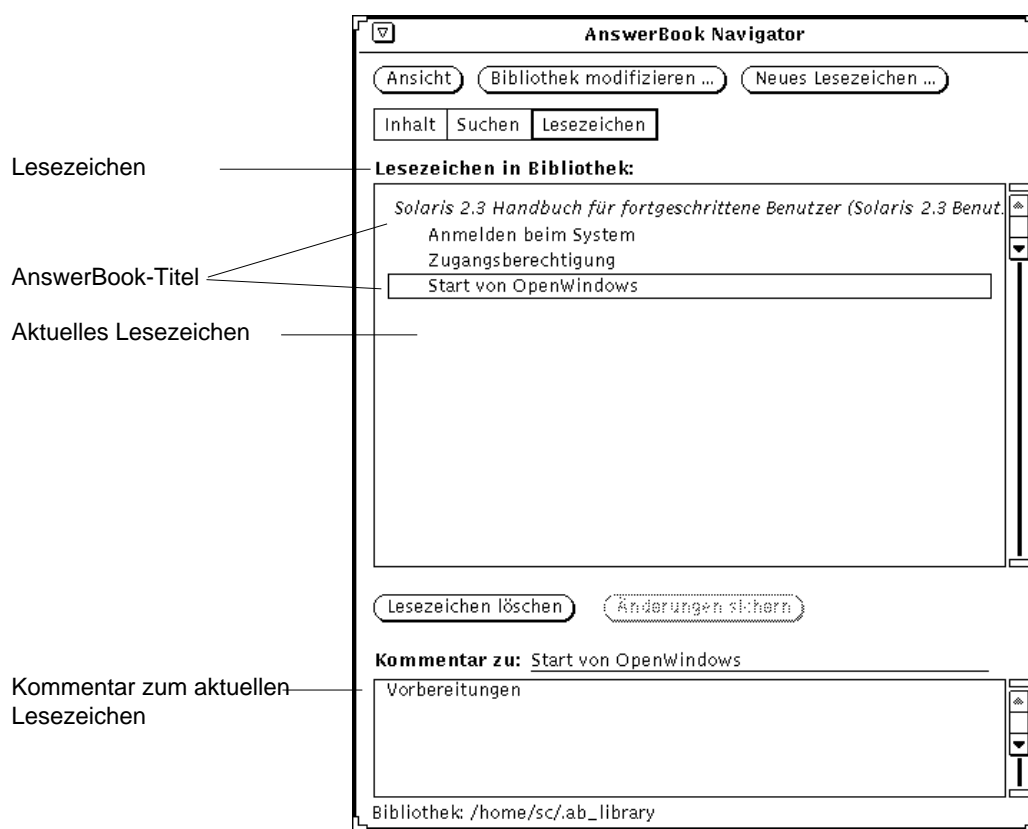 AnswerBook Navigator
Ansicht Bibliothek modifizieren ... Neues Lesezeichen ...
Inhalt Suchen Lesezeichen
Lesezeichen
Lesezeichen in Bibliothek:
Solaris 2.3 Handbuch für fortgeschrittene Benutzer (Solaris 2.3 Benut.
Anmelden beim System
Zugangsberechtigung
AnswerBook-Titel
Start von OpenWindows
Aktuelles Lesezeichen
Lesezeichen löschen Änderungen sichern
Kommentar zu: Start von OpenWindows
Kommentar zum aktuellen
Lesezeichen
Vorbereitungen
Bibliothek: /home/sc/.ab_library